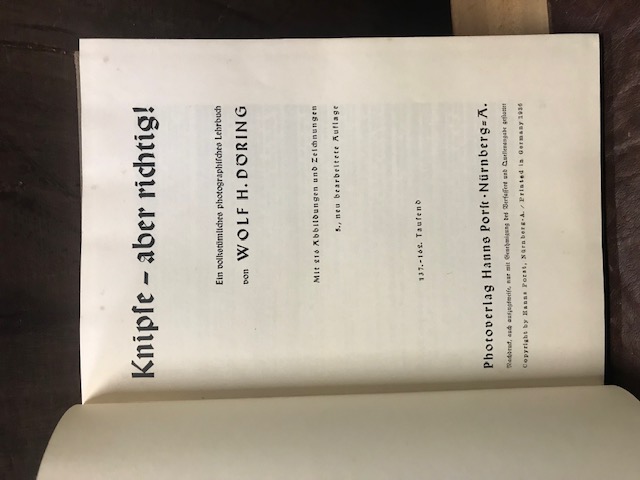 Knipse – aber richtig!
Ein volkstümliches photographisches Lehrbuch
von WOLF H. DÖRING
Mit 218 Abbildungen und Zeichnungen
5., neu bearbeitete Auflage
137.-162. Tausend
Photoverlag Hanns Porst · Nürnberg=A.
Nachdruck, auch auszugsweise, nur mit Genehmigung des Verfassers und Quellenangabe gestattet
Copyright by Hanns Porst, Nürnberg-A. / Printed in Germany 1936